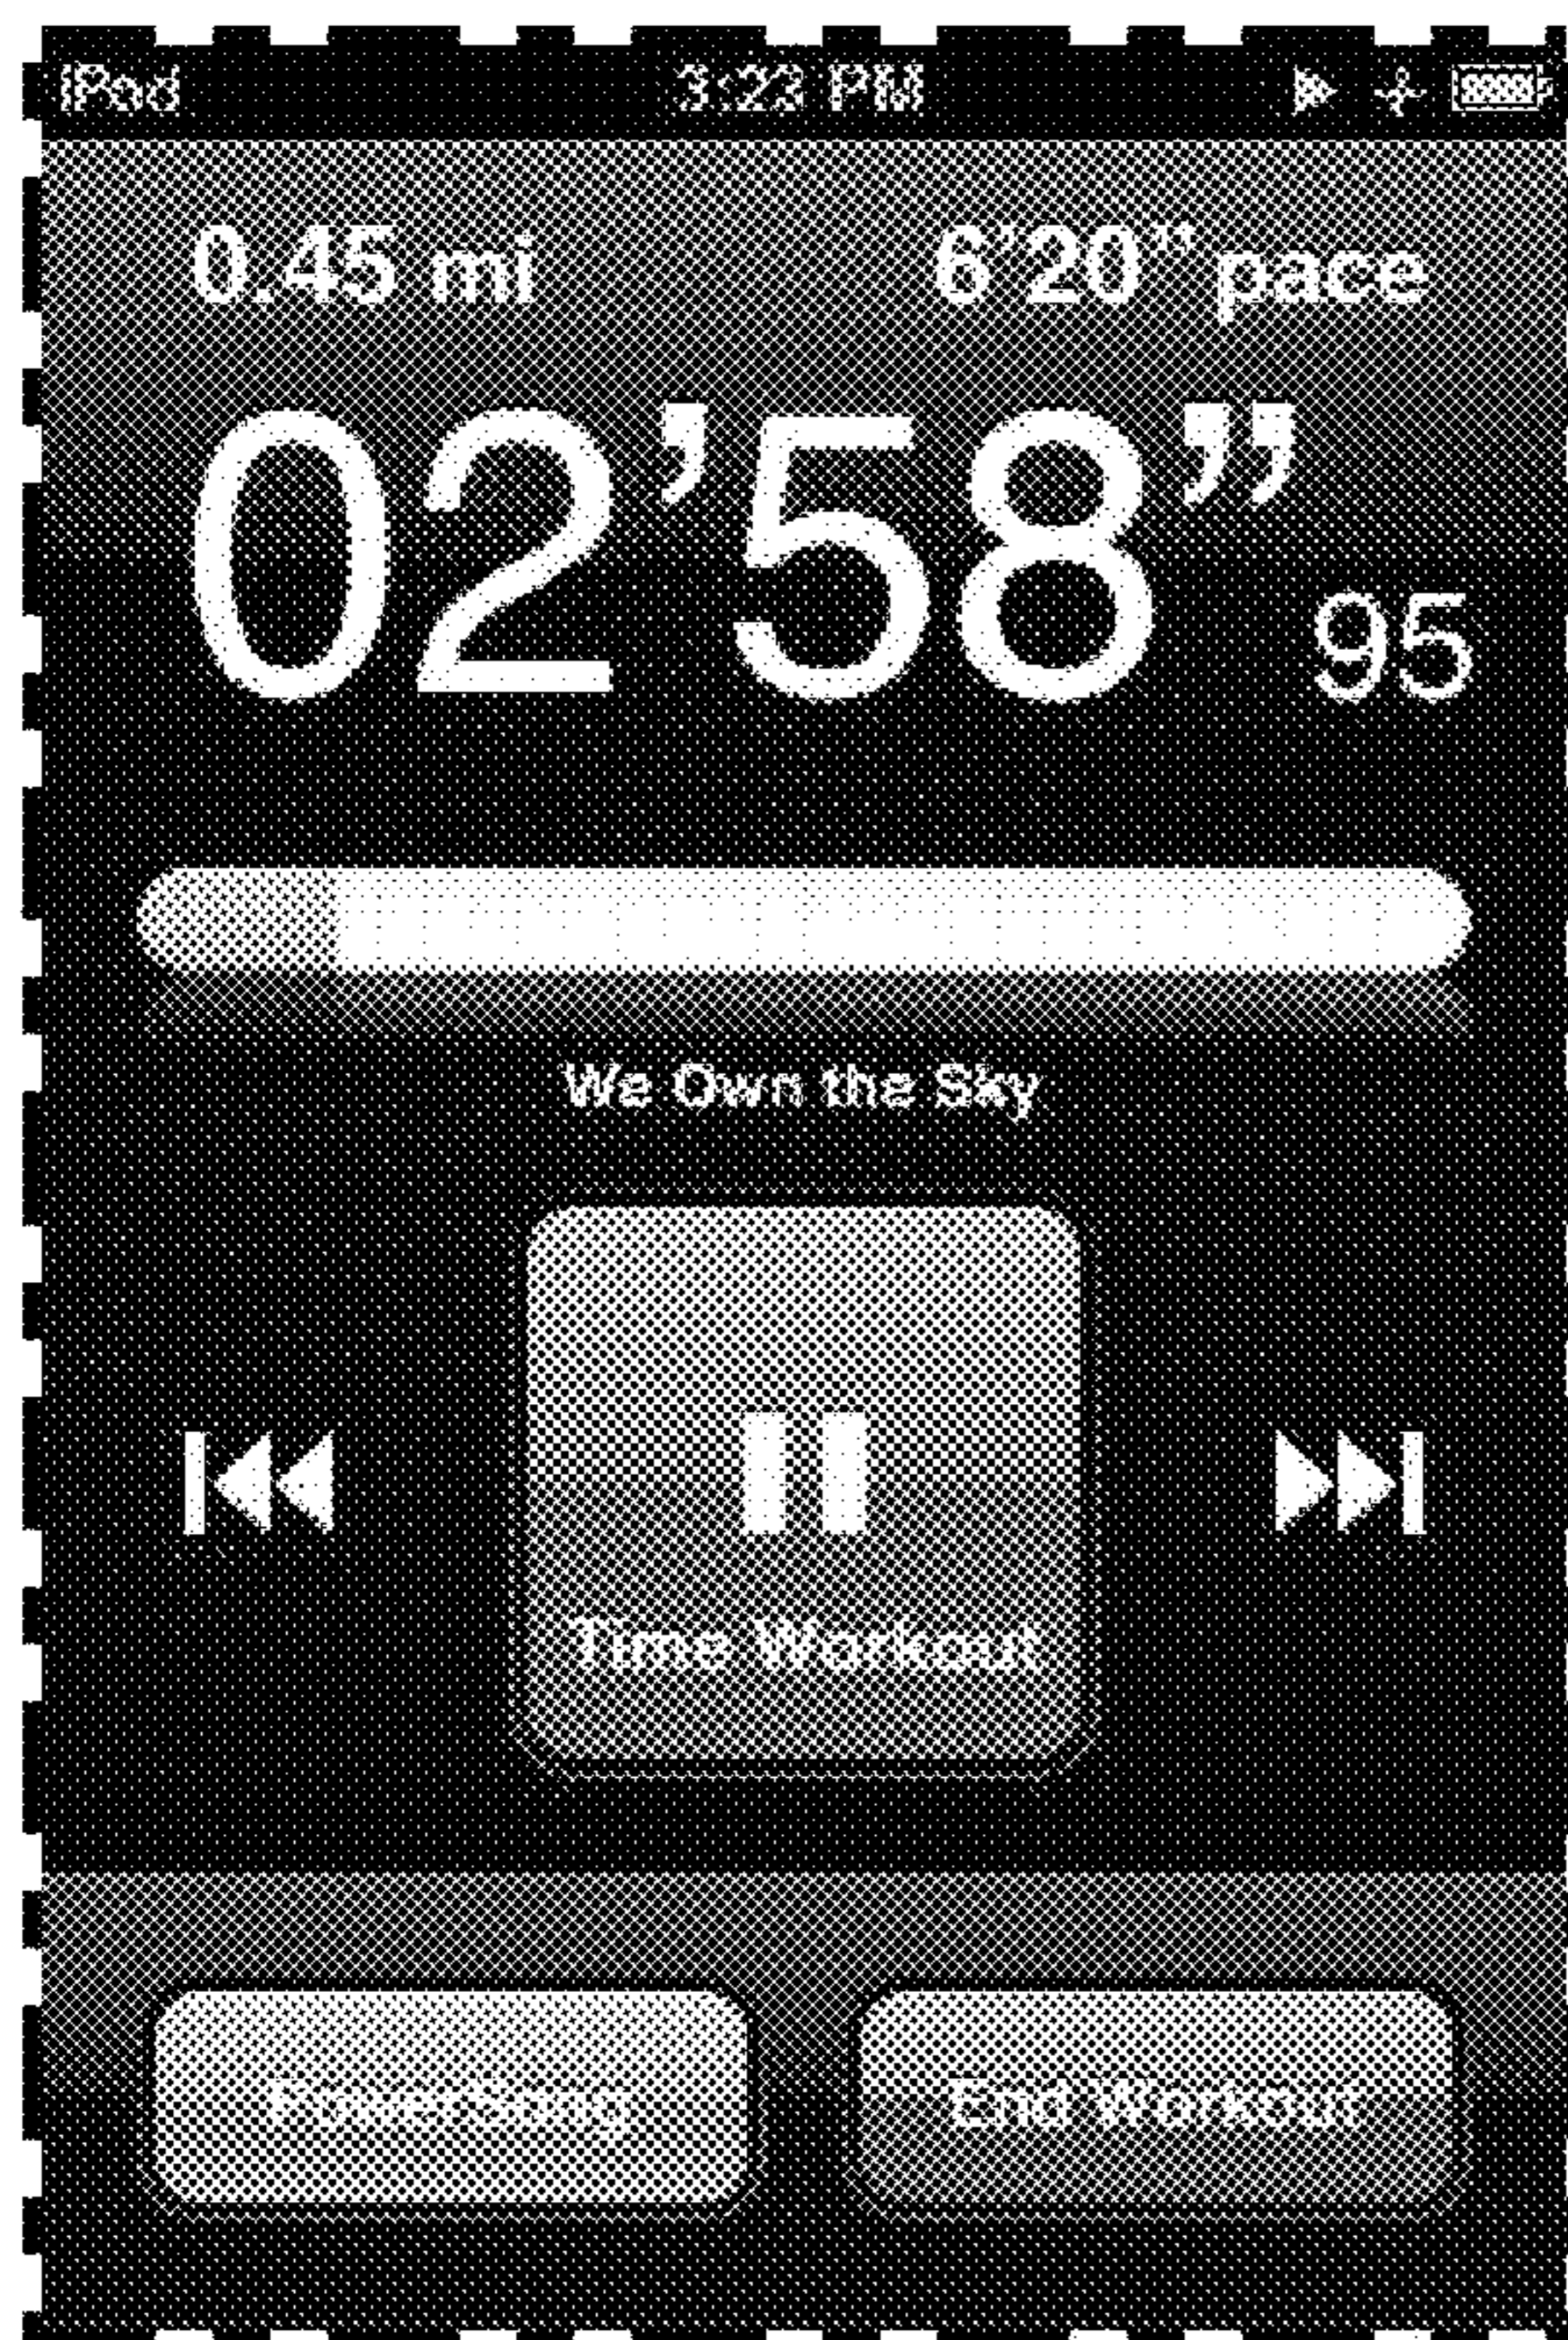 iPod 3:23 PM
0.45 mi 6’20” pace
02’58” 95
We Own the Sky
Time Workout
PowerSong End Workout